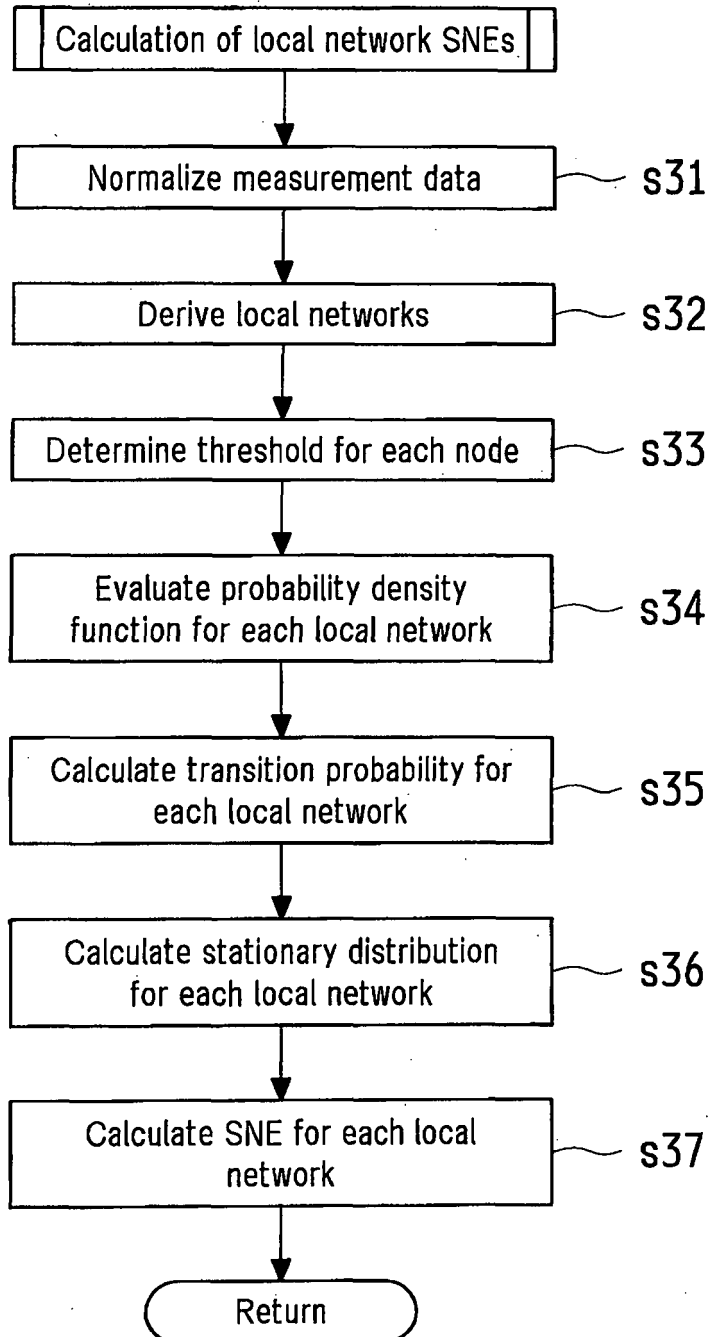 Calculation of local network SNEs
Normalize measurement data
s31
Derive local networks
s32
Determine threshold for each node
s33
Evaluate probability density
function for each local network
s34
Calculate transition probability for
each local network
s35
Calculate stationary distribution
for each local network
s36
Calculate SNE for each local
network
s37
Return